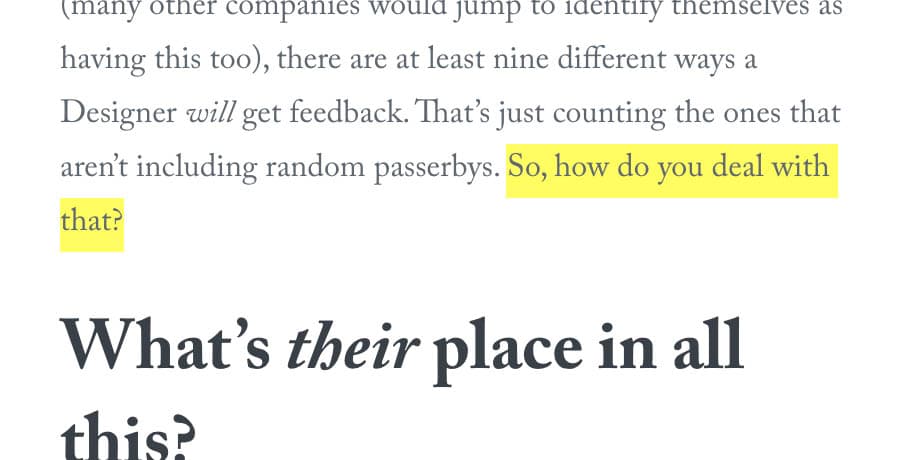 (many other companies would jump to identify themselves as
having this too), there are at least nine different ways a
Designer will get feedback. That’s just counting the ones that
aren’t including random passerbys. So, how do you deal with
that?
What’s their place in all
this?